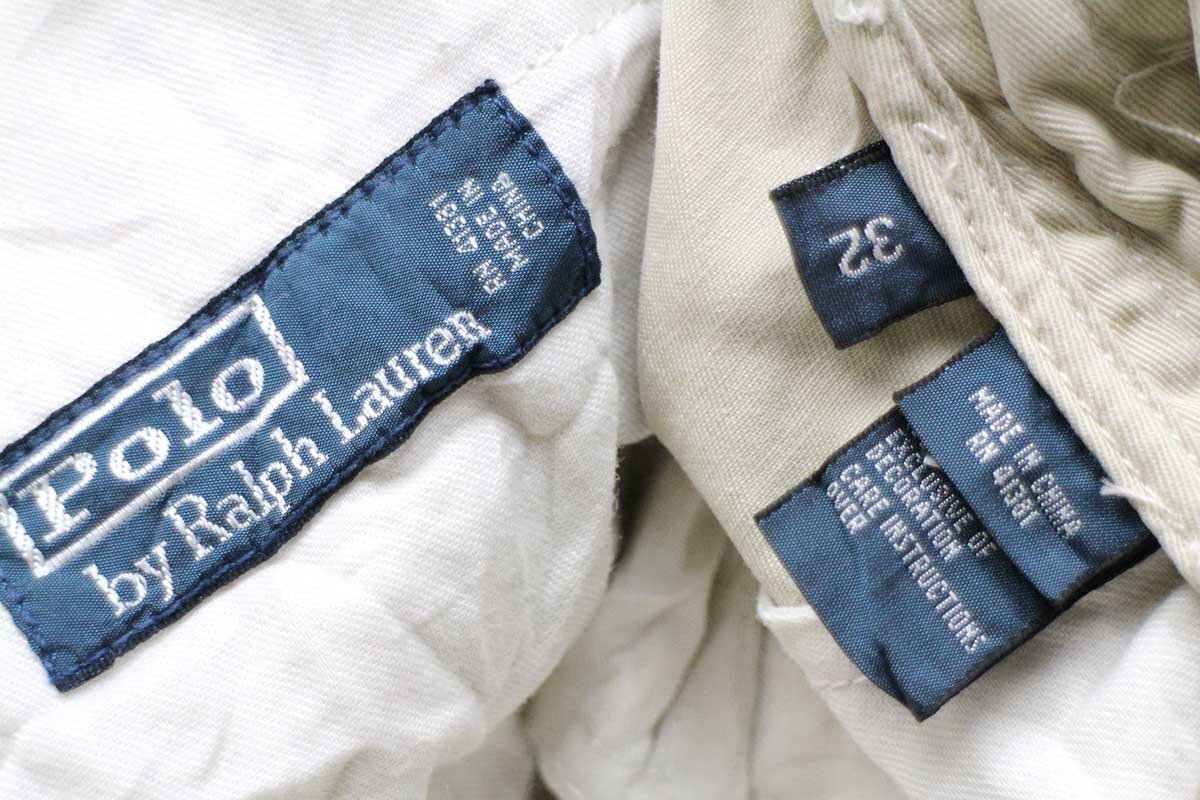 Polo
by Ralph Lauren
RN 41381
MADE IN
CHINA
32
MADE IN CHINA
RN 41381
EXCLUSIVE OF
DECORATION
CARE INSTRUCTIONS
OVER